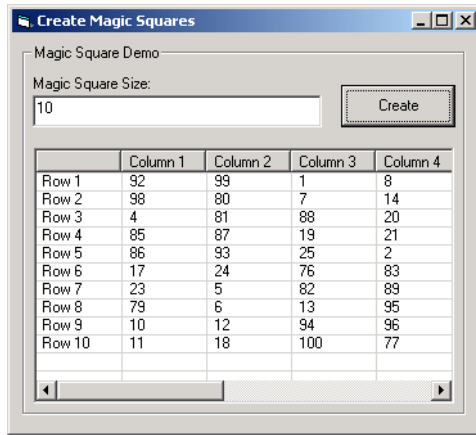 Create Magic Squares
Magic Square Demo
Magic Square Size:
10
Create
Column 1 Column 2 Column 3 Column 4
Row 1 92 99 1 8
Row 2 98 80 7 14
Row 3 4 81 88 20
Row 4 85 87 19 21
Row 5 86 93 25 2
Row 6 17 24 76 83
Row 7 23 5 82 89
Row 8 79 6 13 95
Row 9 10 12 94 96
Row 10 11 18 100 77